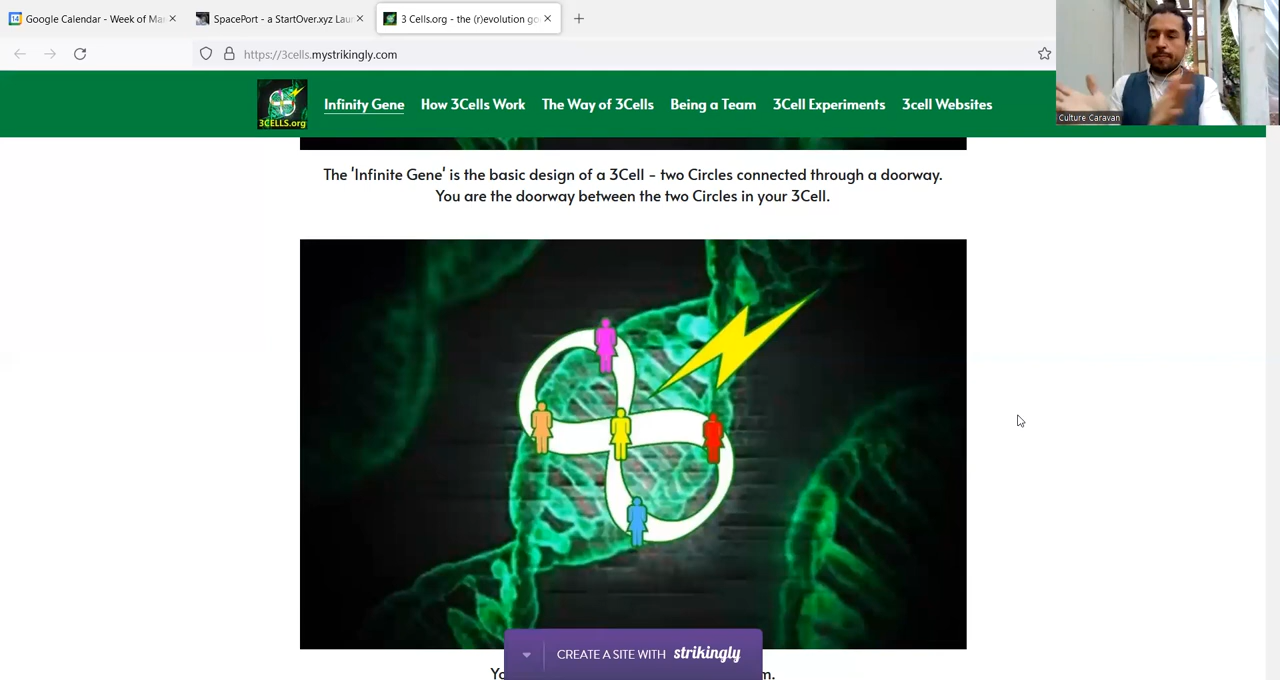 Google Calendar - Week of Ma
SpacePort - a StartOver.xyz Lau
3 Cells.org - the (r)evolution go
https://3cells.mystrikingly.com
3CELLS.org
Infinity Gene
How 3Cells Work
The Way of 3Cells
Being a Team
3Cell Experiments
3cell Websites
Culture Caravan
The 'Infinite Gene' is the basic design of a 3Cell - two Circles connected through a doorway.
You are the doorway between the two Circles in your 3Cell.
CREATE A SITE WITH strikingly